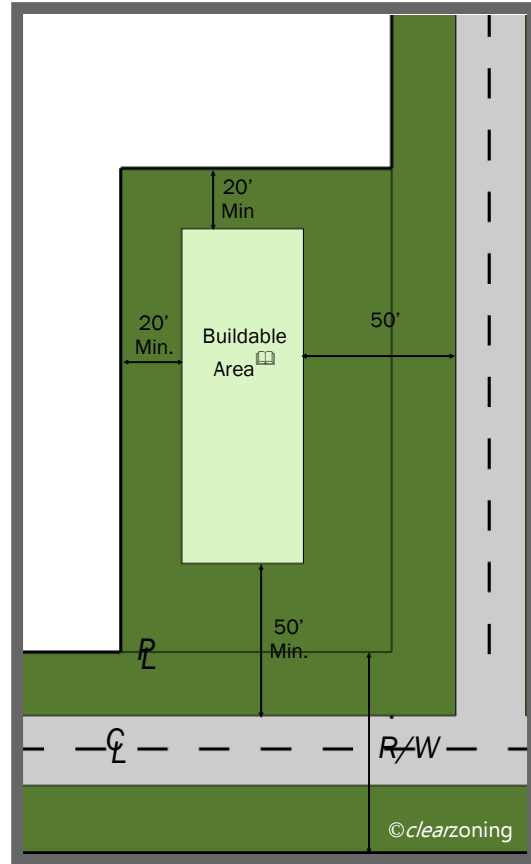 20'
Min
20'
Min.
50'
Buildable
Area
50'
Min.
PL
CL
R/W
©clearzoning